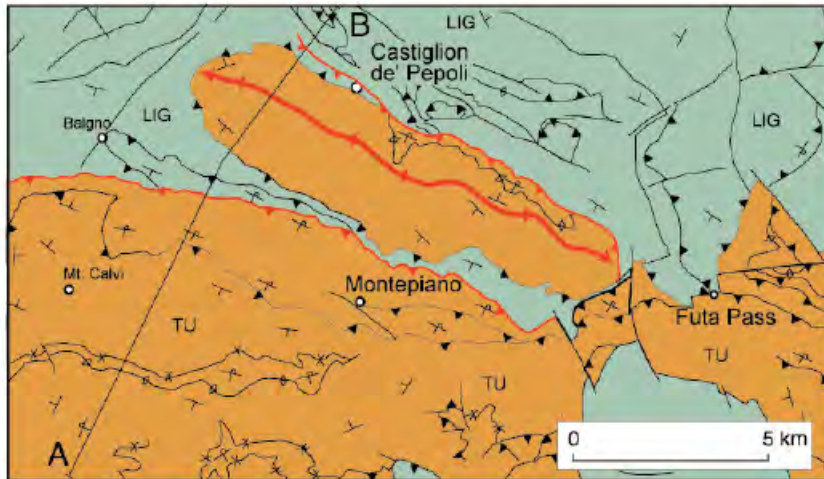 B
Castiglion
de' Pepoli
LIG
LIG
LIG
Baigno
Mt. Calvi
Montepiano
Futa Pass
TU
TU
TU
A
0 5 km